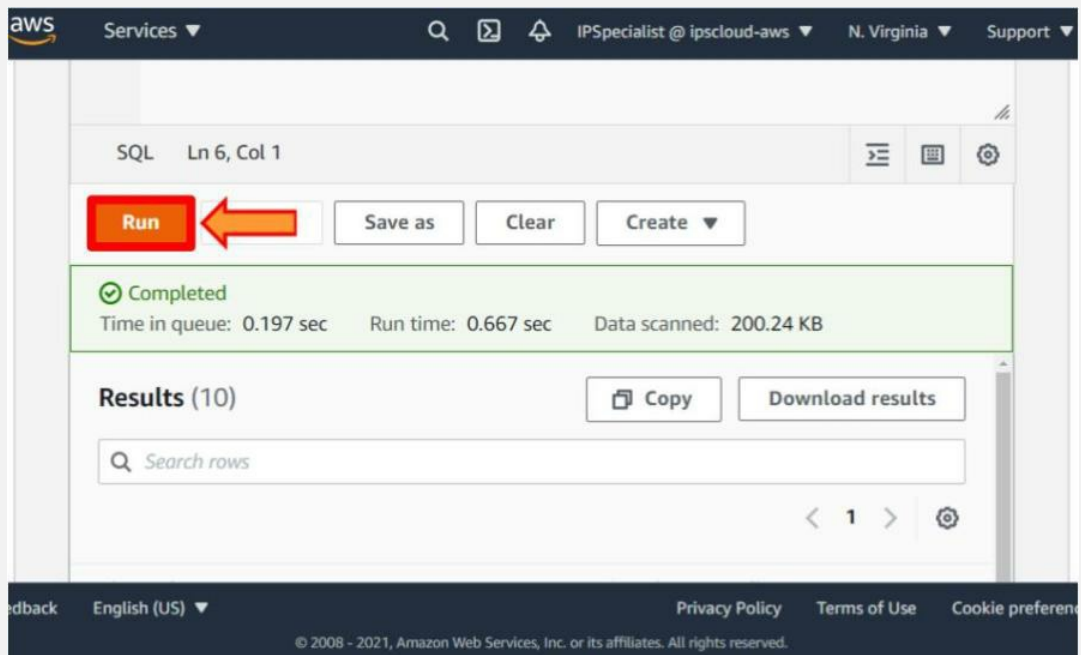 aws Services ▼ IPSpecialist @ ipscloud-aws ▼ N. Virginia ▼ Support ▼
SQL Ln 6, Col 1
Run Save as Clear Create ▼
Completed
Time in queue: 0.197 sec Run time: 0.667 sec Data scanned: 200.24 KB
Results (10) Copy Download results
Search rows
< 1 >
edback English (US) ▼ Privacy Policy Terms of Use Cookie preferen
© 2008 - 2021, Amazon Web Services, Inc. or its affiliates. All rights reserved.